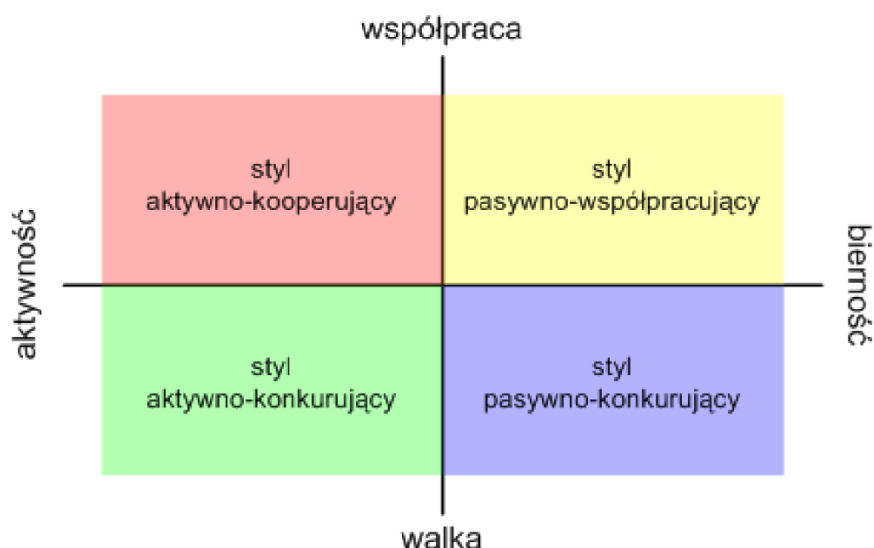 współpraca
styl
aktywno-kooperujący
styl
pasywno-współpracujący
aktywność
bierność
styl
aktywno-konkurujący
styl
pasywno-konkurujący
walka